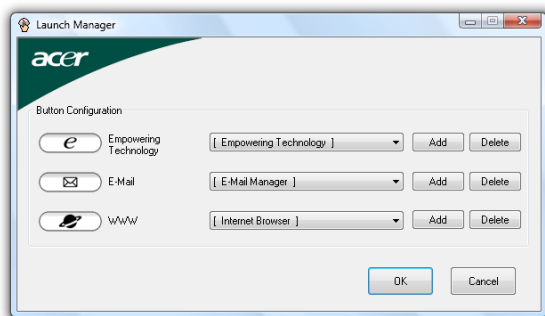 Launch Manager
acer
Button Configuration
e Empowering Technology [ Empowering Technology ] Add Delete
E-Mail [ E-Mail Manager ] Add Delete
WWW [ Internet Browser ] Add Delete
OK Cancel